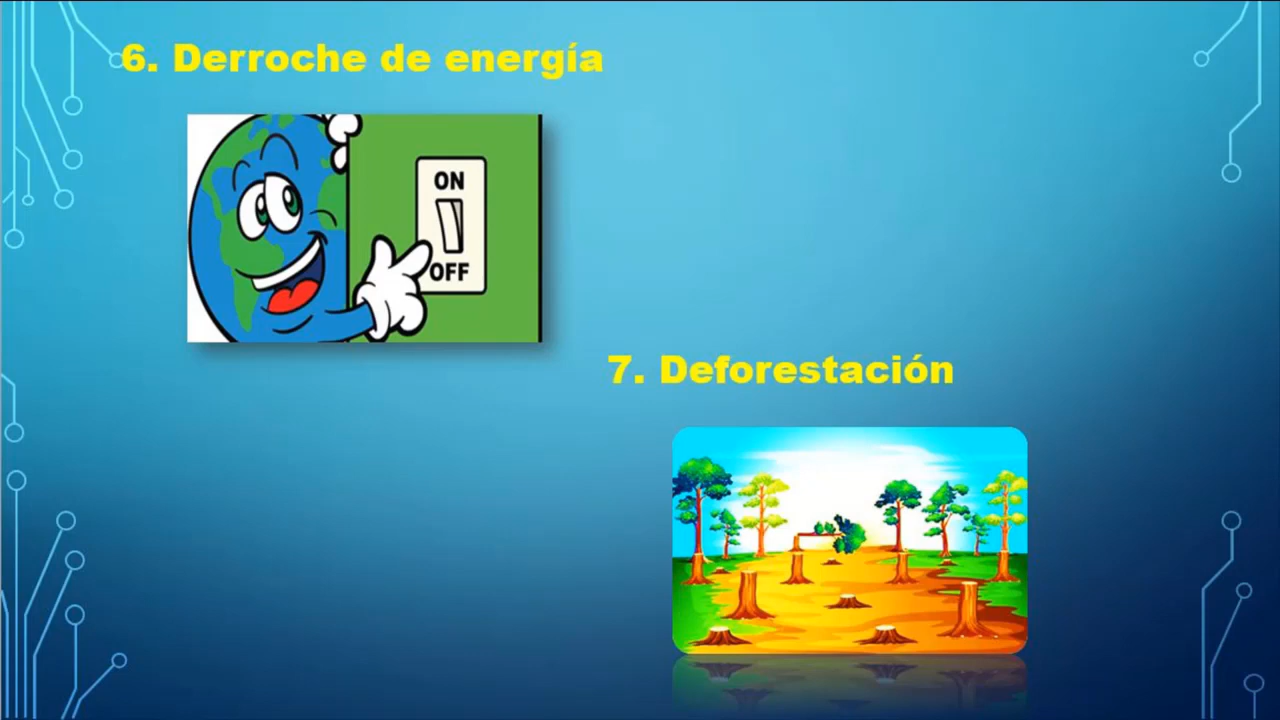 6. Derroche de energía
ON
OFF
7. Deforestación